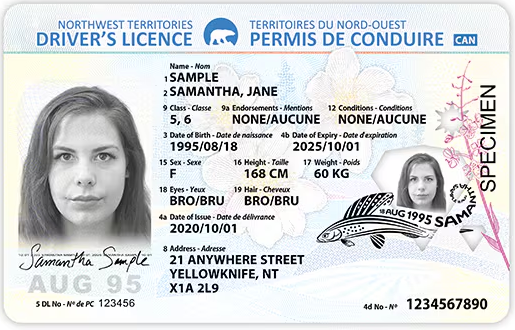 NORTHWEST TERRITORIES
DRIVER'S LICENCE
TERRITOIRES DU NORD-OUEST
PERMIS DE CONDUIRE CAN
Name - Nom
1 SAMPLE
2 SAMANTHA, JANE
9 Class - Classe 9a Endorsements - Mentions 12 Conditions - Conditions
5, 6 NONE/AUCUNE NONE/AUCUNE
3 Date of Birth - Date de naissance 4b Date of Expiry - Date d'expiration
1995/08/18 2025/10/01
15 Sex - Sexe 16 Height - Taille 17 Weight - Poids
F 168 CM 60 KG
18 Eyes - Yeux 19 Hair - Cheveux
BRO/BRU BRO/BRU
4a Date of Issue - Date de délivrance
2020/10/01
8 Address - Adresse
21 ANYWHERE STREET
YELLOWKNIFE, NT
X1A 2L9
Samantha Sample
AUG 95
5 DL No - Nº de PC 123456
SPECIMEN
18 AUG 1995 SAMANTHA
4d No - Nº 1234567890